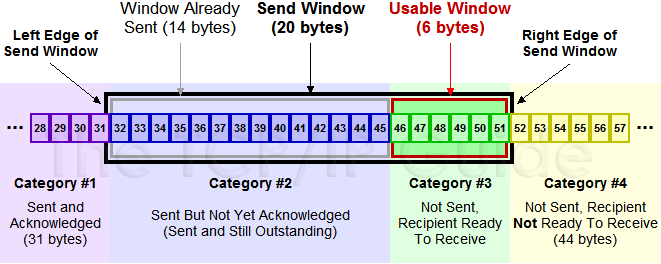 Window Already
Sent (14 bytes)
Send Window
(20 bytes)
Usable Window
(6 bytes)
Left Edge of
Send Window
Right Edge of
Send Window
... 28 29 30 31 32 33 34 35 36 37 38 39 40 41 42 43 44 45 46 47 48 49 50 51 52 53 54 55 56 57 ...
The TCP/IP Guide
Category #1
Sent and
Acknowledged
(31 bytes)
Category #2
Sent But Not Yet Acknowledged
(Sent and Still Outstanding)
Category #3
Not Sent,
Recipient Ready
To Receive
Category #4
Not Sent, Recipient
Not Ready To Receive
(44 bytes)